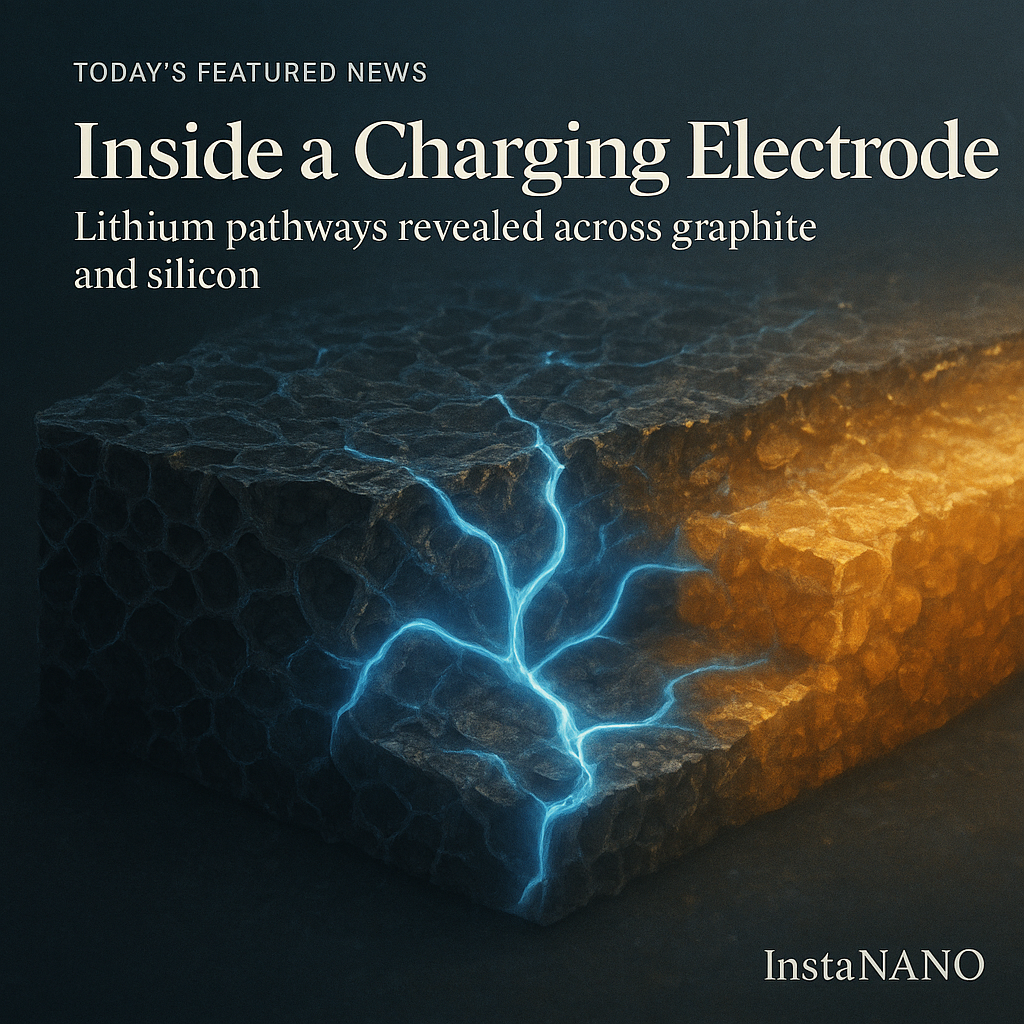 TODAY'S FEATURED NEWS
Inside a Charging Electrode
Lithium pathways revealed across graphite
and silicon
InstaNANO